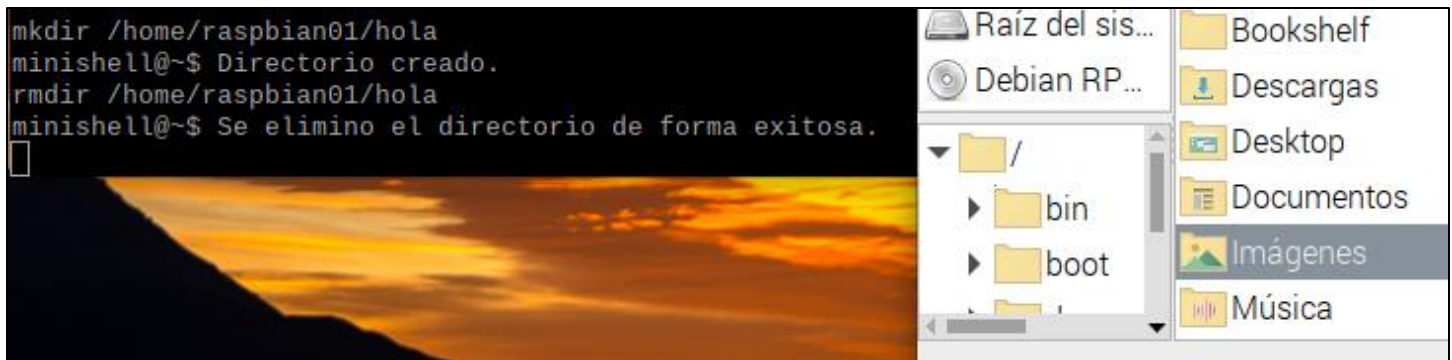 mkdir /home/raspbian01/hola
minishell@~$ Directorio creado.
rmdir /home/raspbian01/hola
minishell@~$ Se elimino el directorio de forma exitosa.
Raíz del sis...
Debian RP...
/
bin
boot
Bookshelf
Descargas
Desktop
Documentos
Imágenes
Música